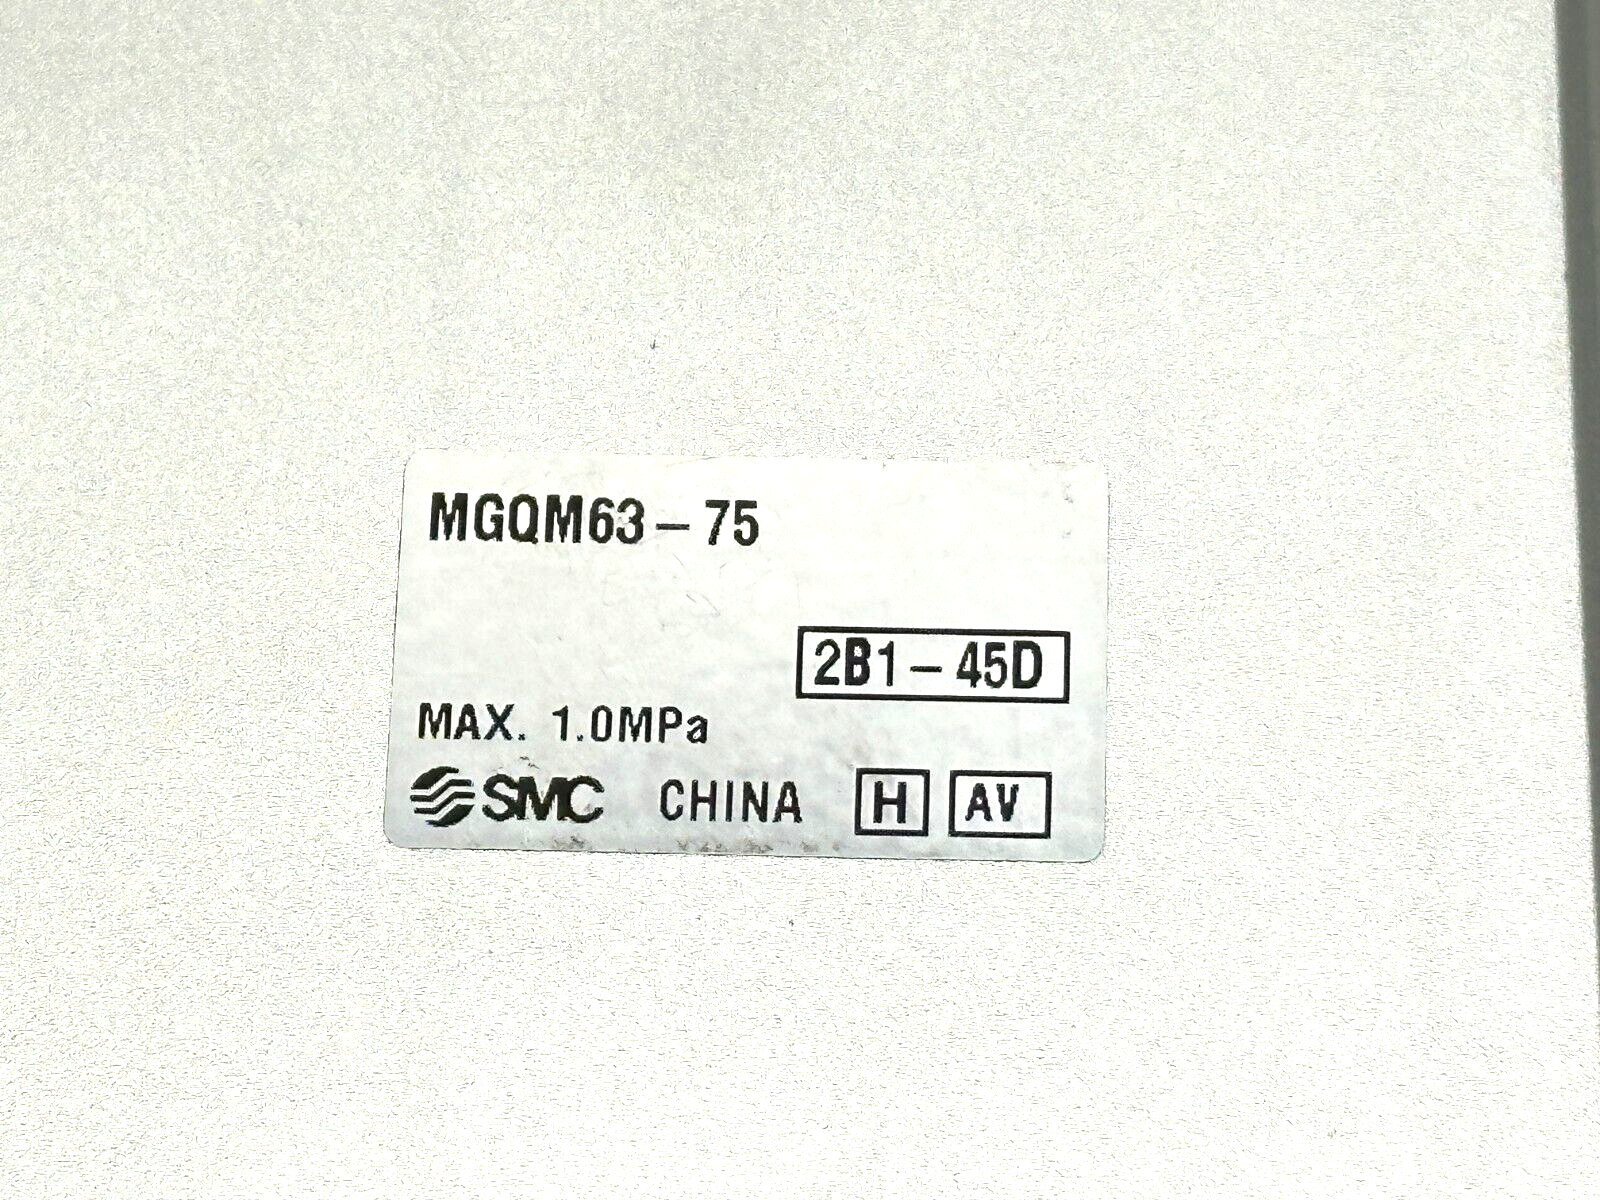 MGQM63-75
2B1-45D
MAX. 1.0MPa
SMC CHINA H AV